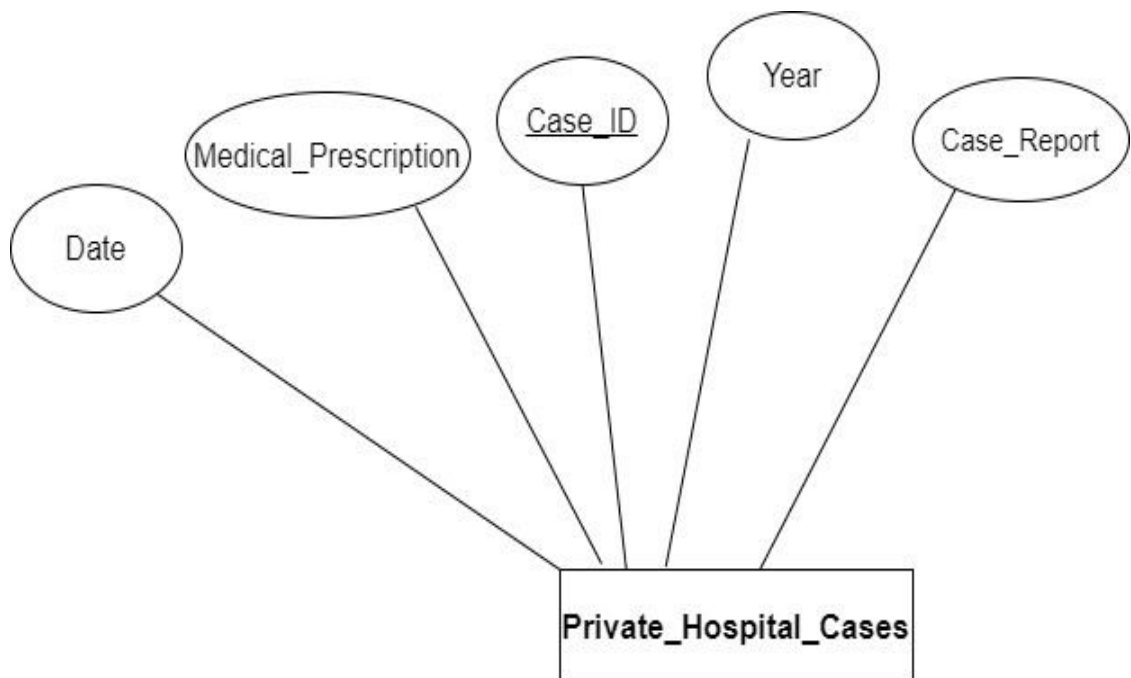 Year
Case_ID
Case_Report
Medical_Prescription
Date
Private_Hospital_Cases